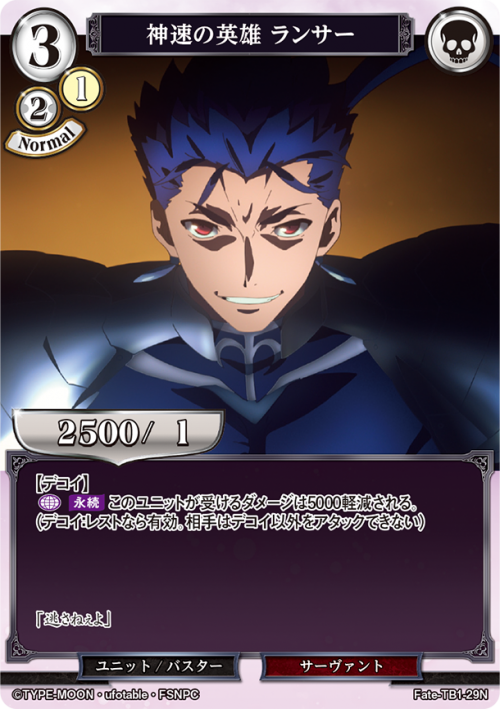 3
神速の英雄 ランサー
2
1
Normal
2500/ 1
【デコイ】
永続 このユニットが受けるダメージは5000軽減される。
(デコイ:レストなら有効。相手はデコイ以外をアタックできない)
「逃さねぇよ」
ユニット / バスター
サーヴァント
©TYPE-MOON・ufotable・FSNPC
Fate-TB1-29N